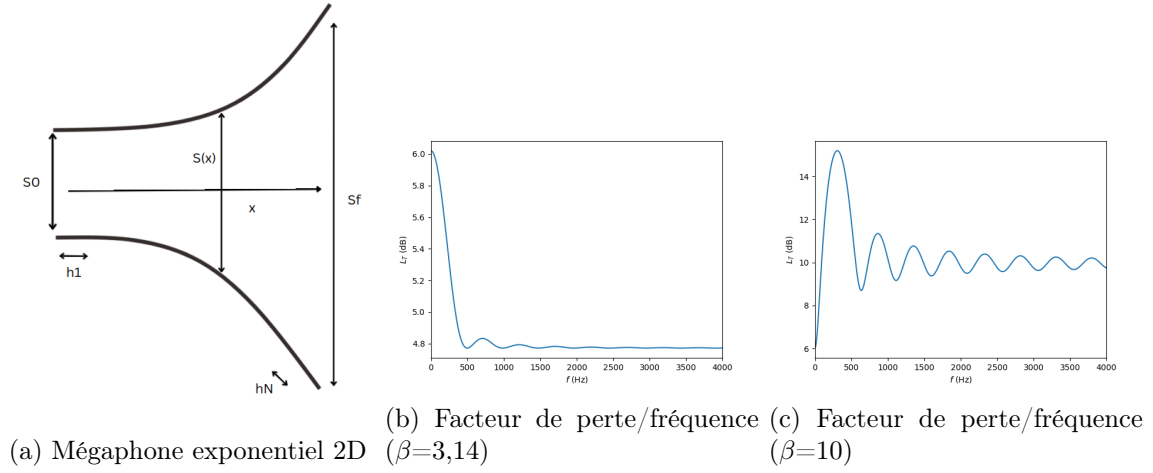 S0
S(x)
x
Sf
h1
hN
6.0
5.8
5.6
5.4
5.2
5.0
4.8
L_T (dB)
0 500 1000 1500 2000 2500 3000 3500 4000
f (Hz)
14
12
10
8
6
L_T (dB)
0 500 1000 1500 2000 2500 3000 3500 4000
f (Hz)
(a) Mégaphone exponentiel 2D
(b) Facteur de perte/fréquence
(β=3,14)
(c) Facteur de perte/fréquence
(β=10)